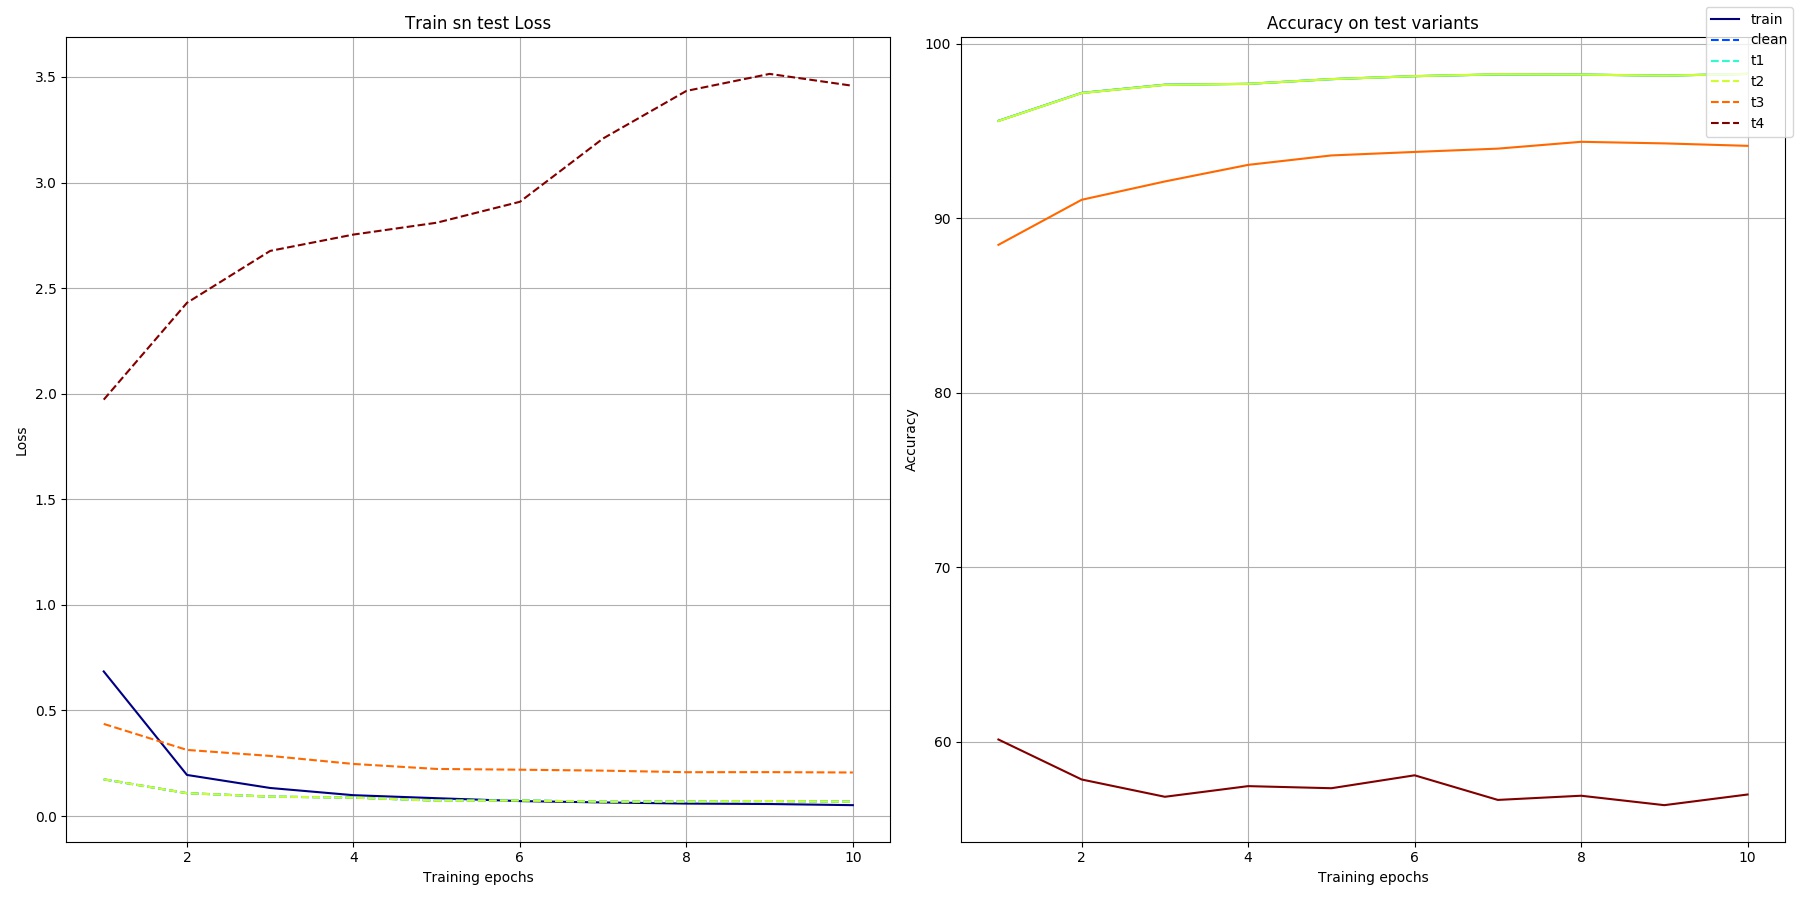 Train sn test Loss
3.5
3.0
2.5
2.0
1.5
1.0
0.5
0.0
Loss
2 4 6 8 10
Training epochs
Accuracy on test variants
100
90
80
70
60
Accuracy
2 4 6 8 10
Training epochs
train
clean
t1
t2
t3
t4